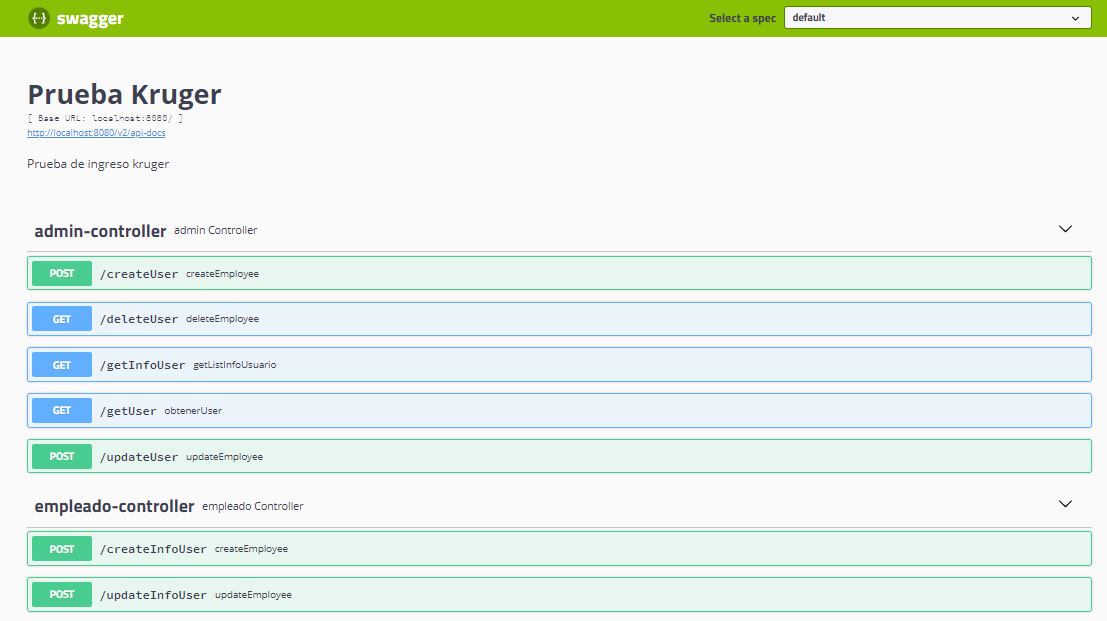 swagger
Select a spec default
Prueba Kruger
[ Base URL: localhost:8080/ ]
http://localhost:8080/v2/api-docs
Prueba de ingreso kruger
admin-controller admin Controller
POST /createUser createEmployee
GET /deleteUser deleteEmployee
GET /getInfoUser getListInfoUsuario
GET /getUser obtenerUser
POST /updateUser updateEmployee
empleado-controller empleado Controller
POST /createInfoUser createEmployee
POST /updateInfoUser updateEmployee